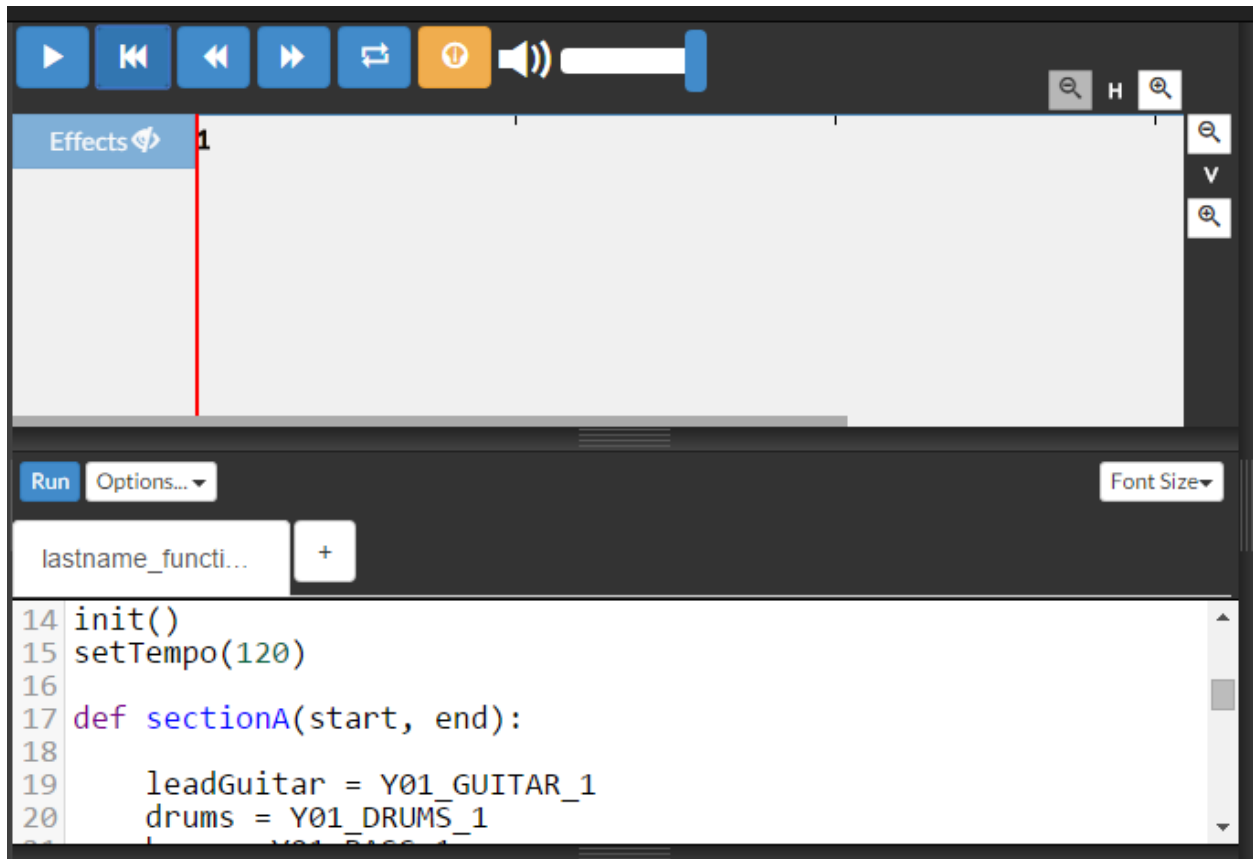 H
Effects 1
V
Run Options... Font Size
lastname_functi... +
14 init()
15 setTempo(120)
16
17 def sectionA(start, end):
18
19 leadGuitar = Y01_GUITAR_1
20 drums = Y01_DRUMS_1